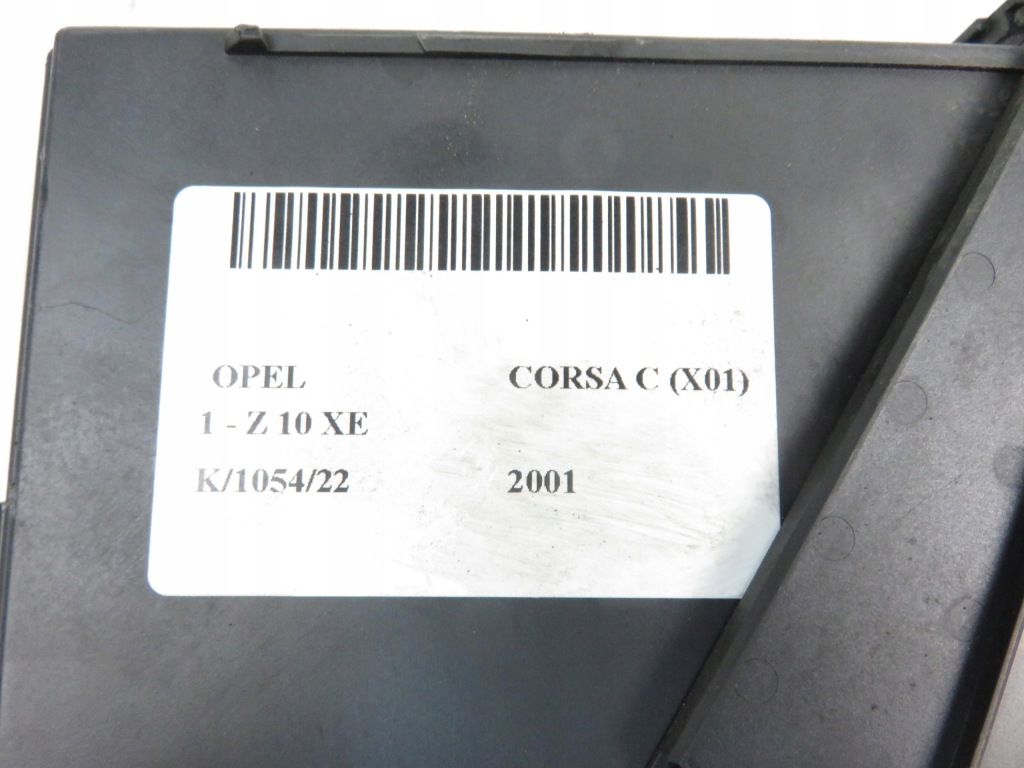 OPEL CORSA C (X01)
1 - Z 10 XE
K/1054/22 2001